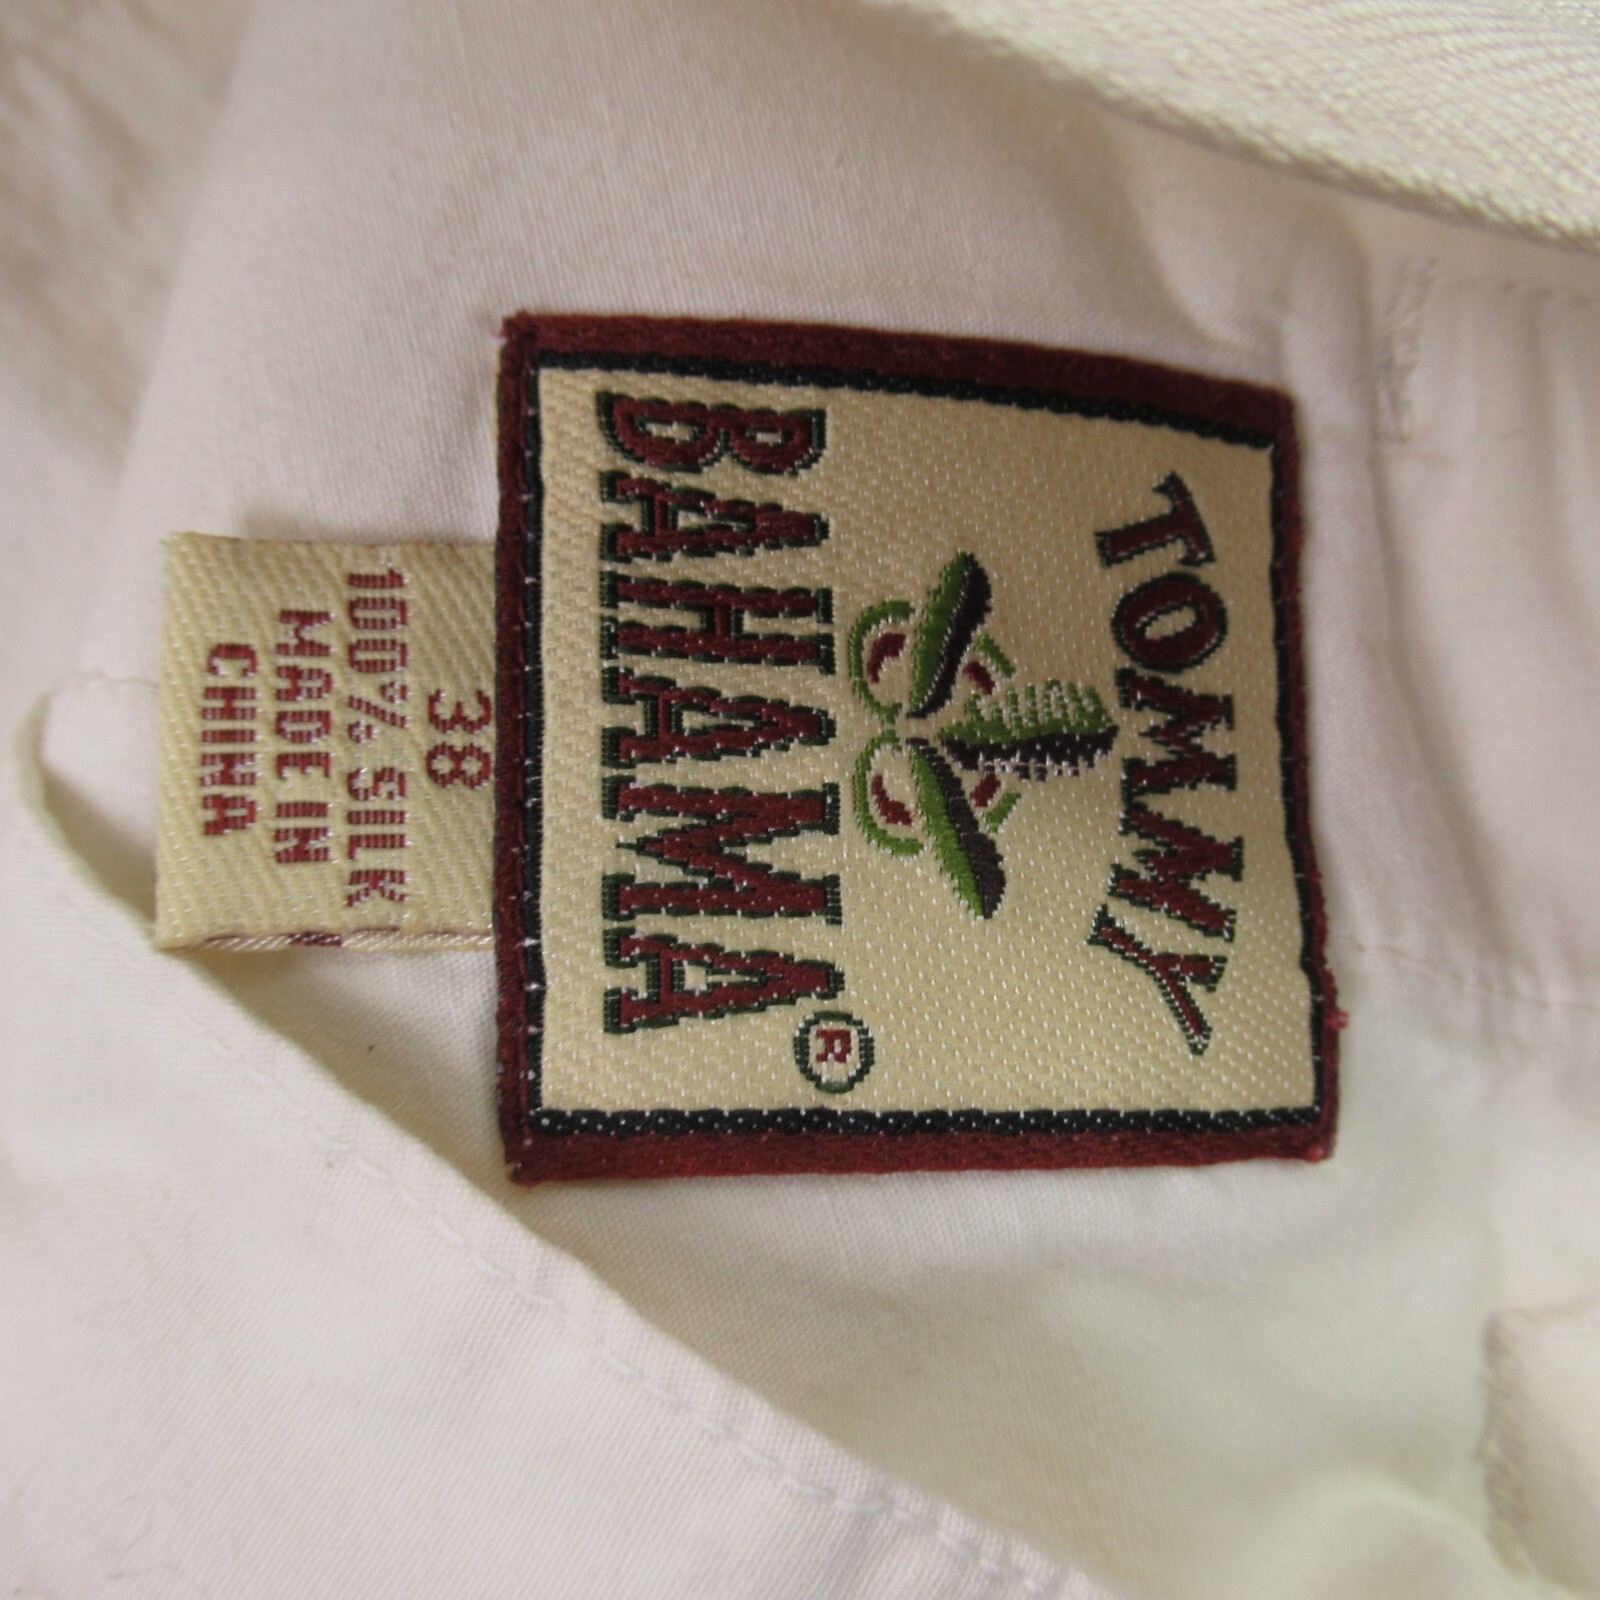 TOMMY
BAHAMA®
38
100% SILK
MADE IN
CHINA